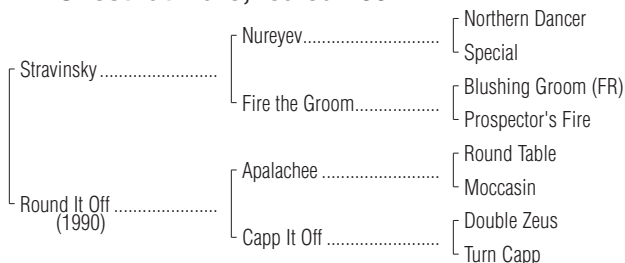 Nureyev
Northern Dancer
Special
Stravinsky
Fire the Groom
Blushing Groom (FR)
Prospector's Fire
Round It Off
(1990)
Apalachee
Round Table
Moccasin
Capp It Off
Double Zeus
Turn Capp